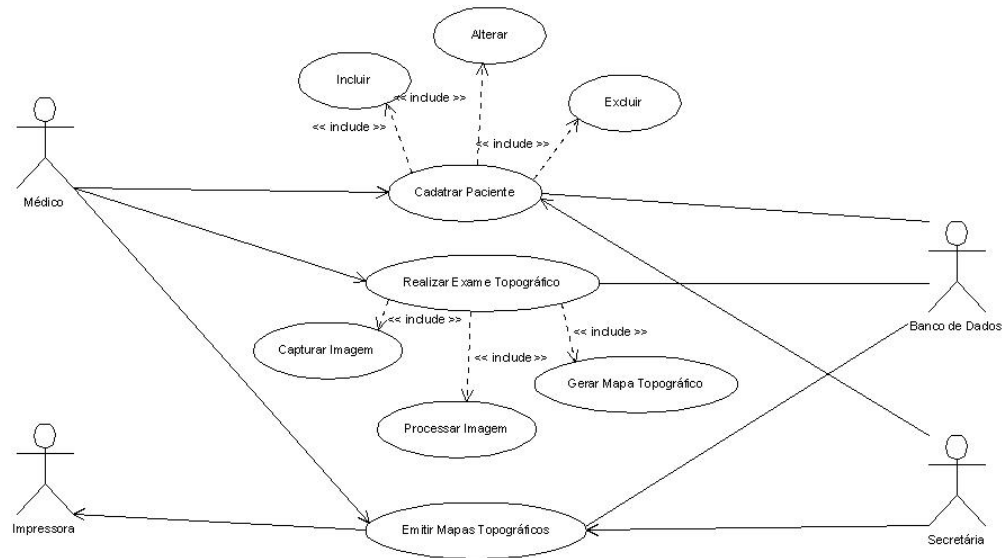 Alterar
Incluir
<< include >>
Excluir
<< include >>
<< include >>
Cadatrar Paciente
Médico
Realizar Exame Topográfico
<< include >>
Banco de Dados
<< include >>
Capturar Imagem
<< include >>
Gerar Mapa Topográfico
Processar Imagem
Impressora
Emitir Mapas Topográficos
Secretária